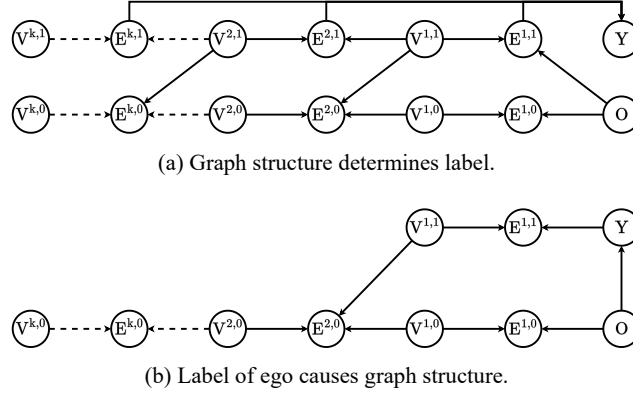 V^{k,1} E^{k,1} V^{2,1} E^{2,1} V^{1,1} E^{1,1} Y
V^{k,0} E^{k,0} V^{2,0} E^{2,0} V^{1,0} E^{1,0} O
(a) Graph structure determines label.
V^{1,1} E^{1,1} Y
V^{k,0} E^{k,0} V^{2,0} E^{2,0} V^{1,0} E^{1,0} O
(b) Label of ego causes graph structure.